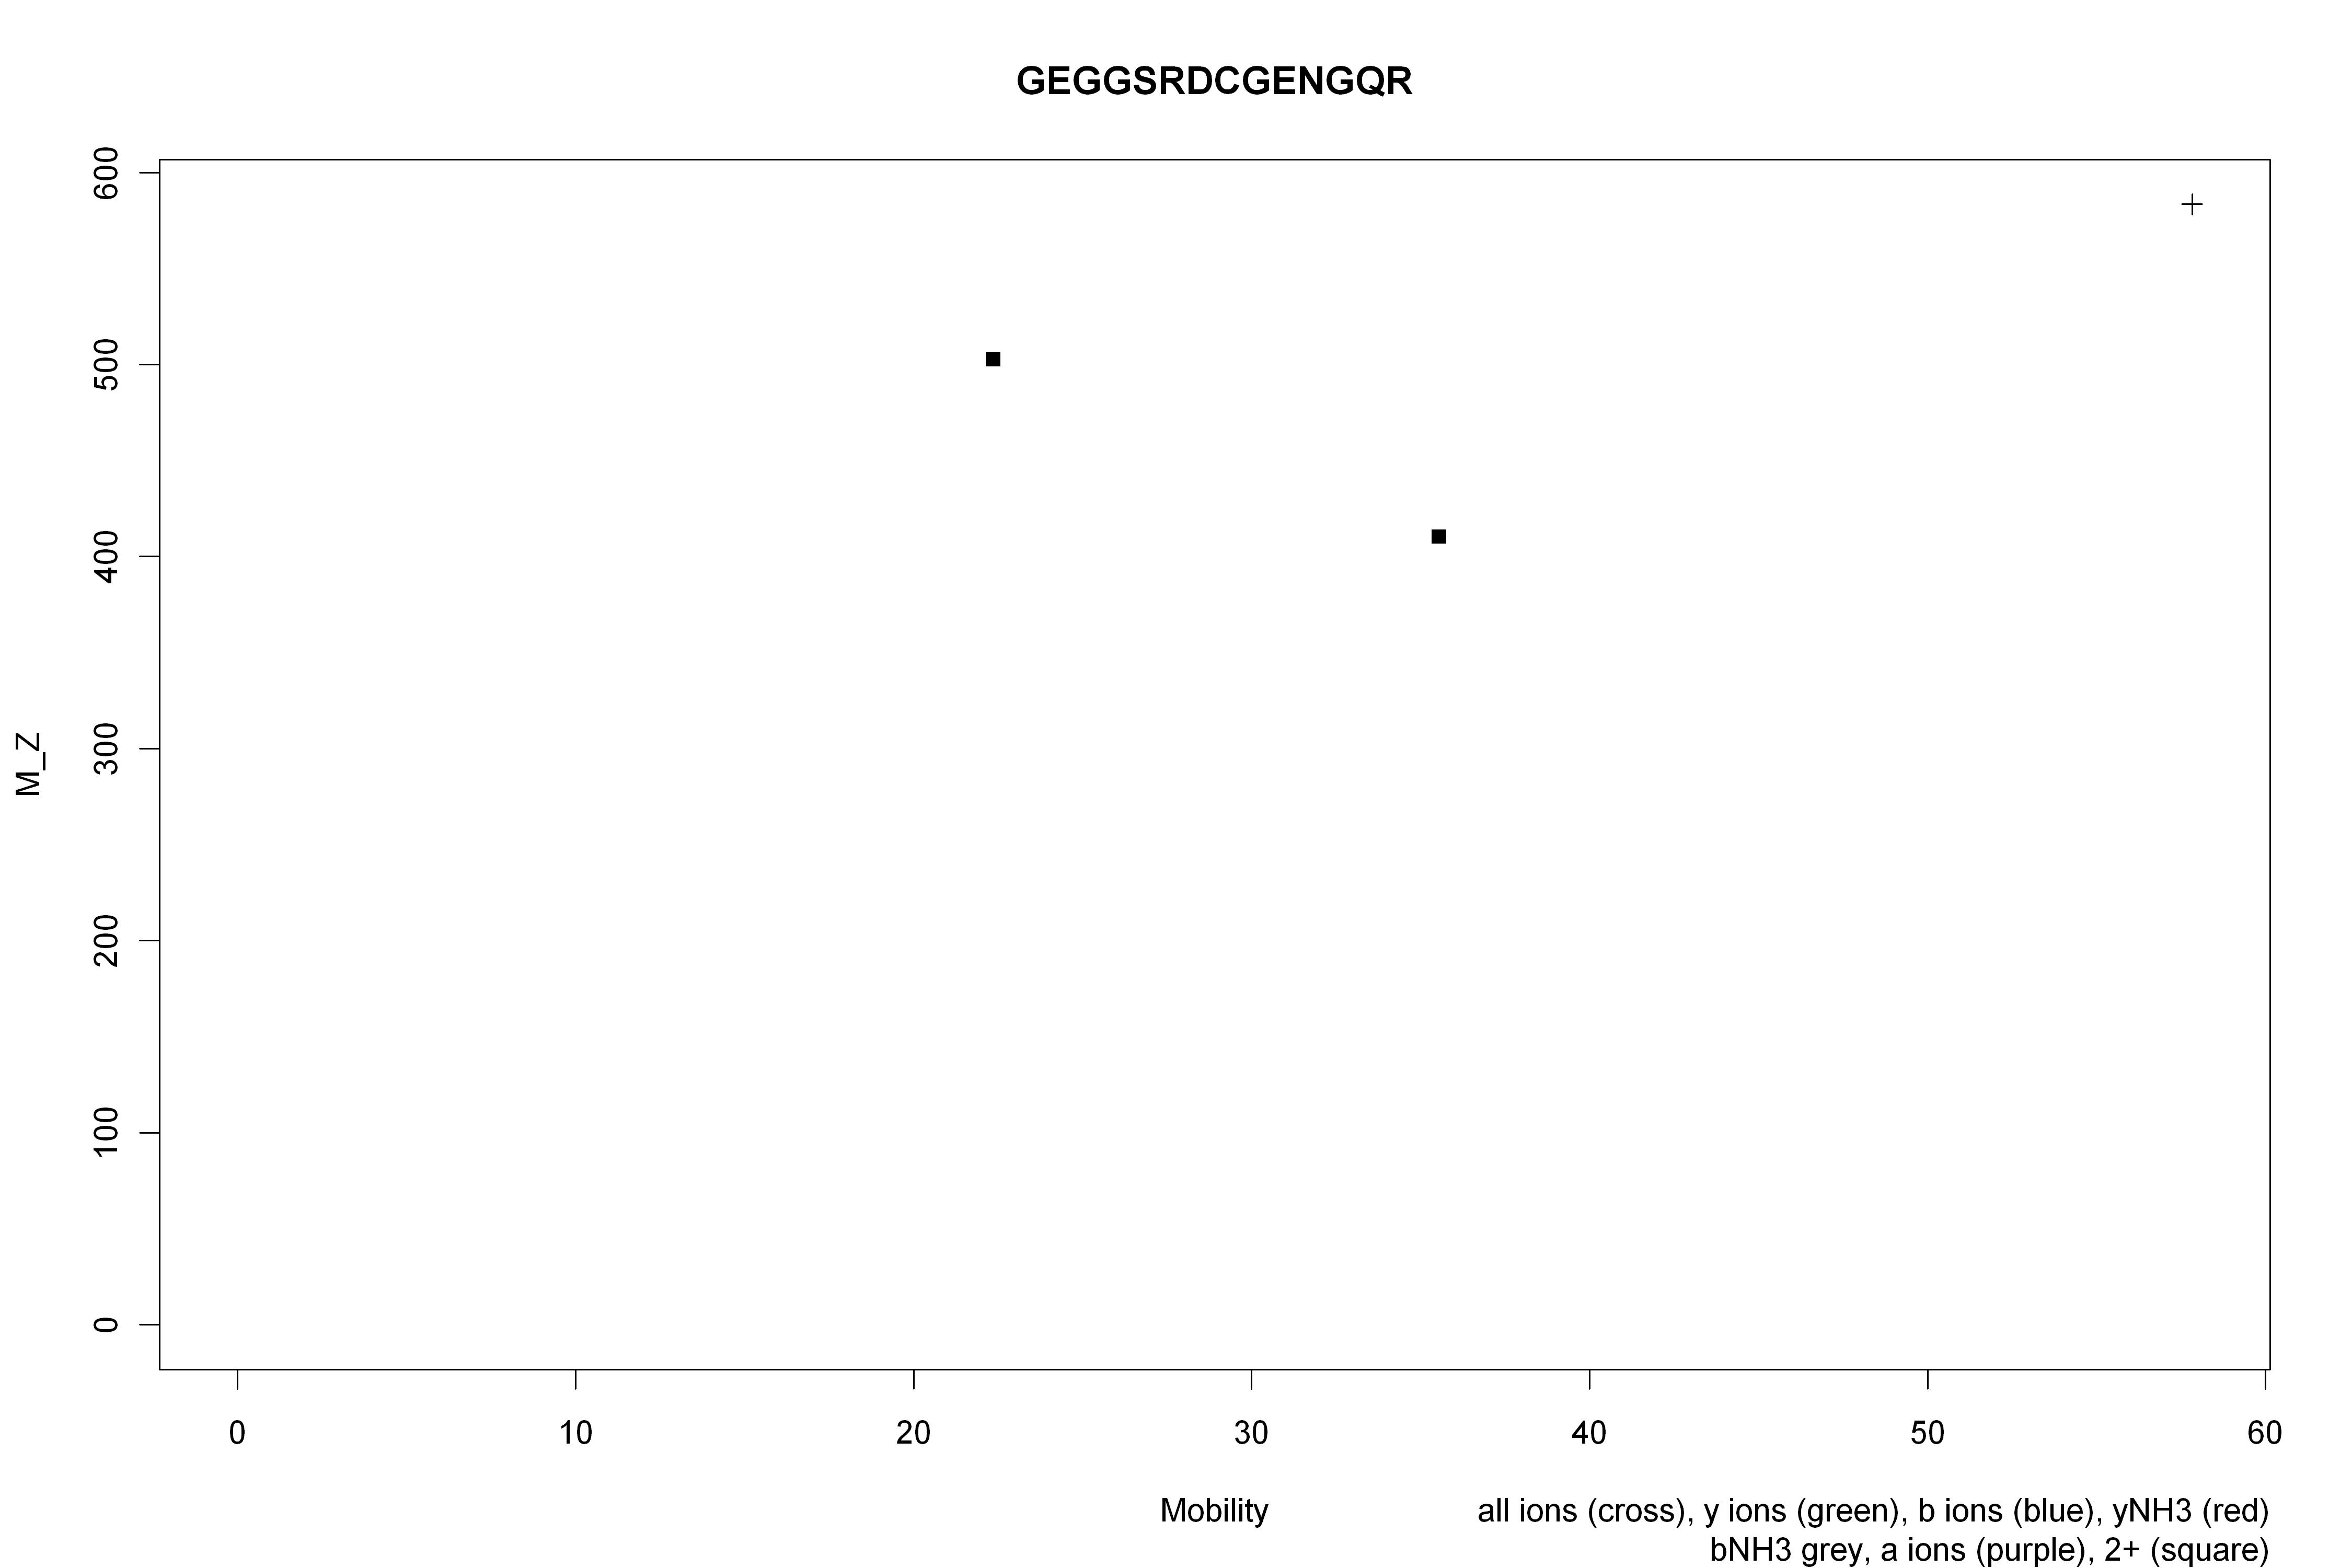 GEGGSRDCGENGQR
600
500
400
300
200
100
0
M_Z
0 10 20 30 40 50 60
Mobility
all ions (cross), y ions (green), b ions (blue), yNH3 (red)
bNH3 grey, a ions (purple), 2+ (square)